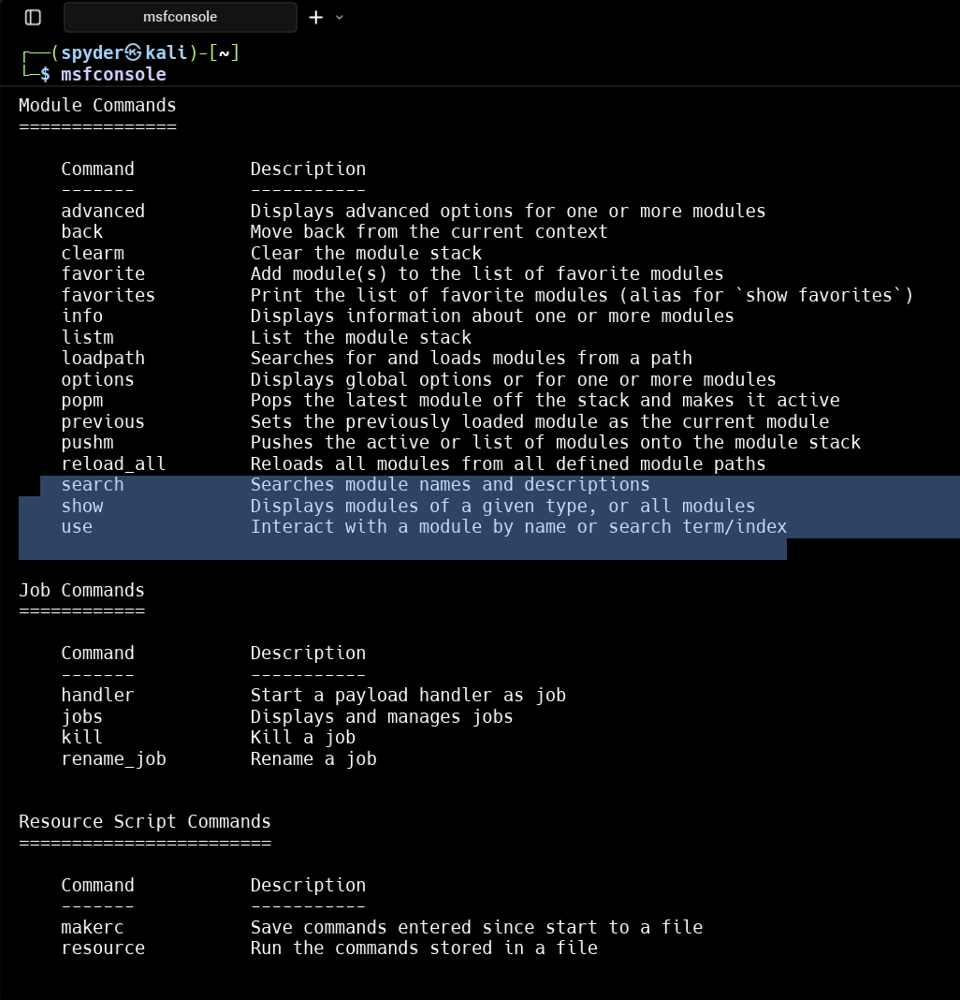 msfconsole
┌──(spyder㉿kali)-[~]
└─$ msfconsole
Module Commands
===============
Command Description
------- -----------
advanced Displays advanced options for one or more modules
back Move back from the current context
clearm Clear the module stack
favorite Add module(s) to the list of favorite modules
favorites Print the list of favorite modules (alias for `show favorites`)
info Displays information about one or more modules
listm List the module stack
loadpath Searches for and loads modules from a path
options Displays global options or for one or more modules
popm Pops the latest module off the stack and makes it active
previous Sets the previously loaded module as the current module
pushm Pushes the active or list of modules onto the module stack
reload_all Reloads all modules from all defined module paths
search Searches module names and descriptions
show Displays modules of a given type, or all modules
use Interact with a module by name or search term/index
Job Commands
============
Command Description
------- -----------
handler Start a payload handler as job
jobs Displays and manages jobs
kill Kill a job
rename_job Rename a job
Resource Script Commands
========================
Command Description
------- -----------
makerc Save commands entered since start to a file
resource Run the commands stored in a file